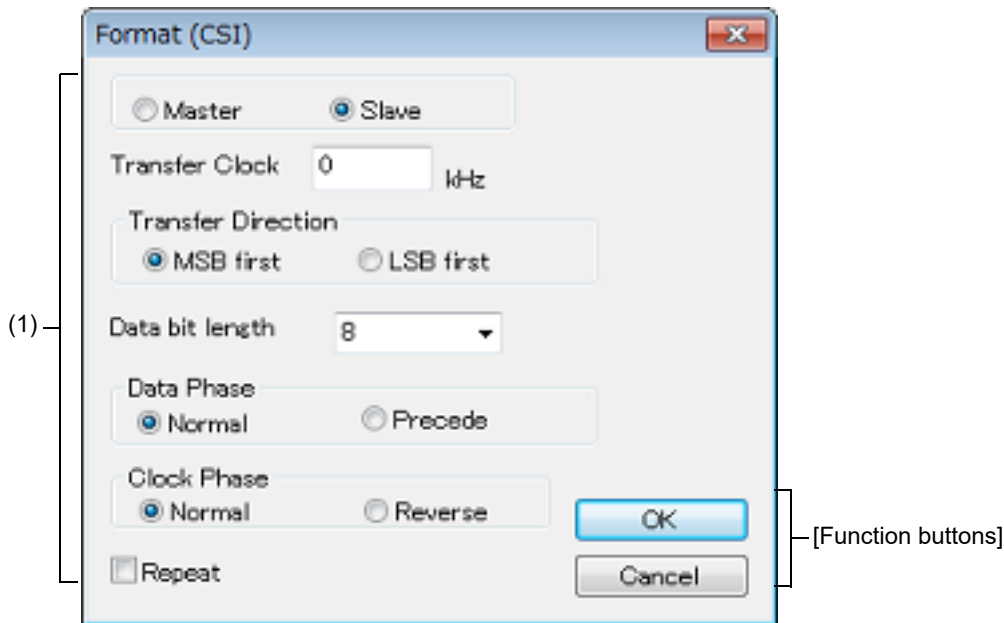 Format (CSI)
Master Slave
Transfer Clock 0 kHz
Transfer Direction
MSB first LSB first
(1)
Data bit length 8
Data Phase
Normal Precede
Clock Phase
Normal Reverse
OK
[Function buttons]
Repeat
Cancel